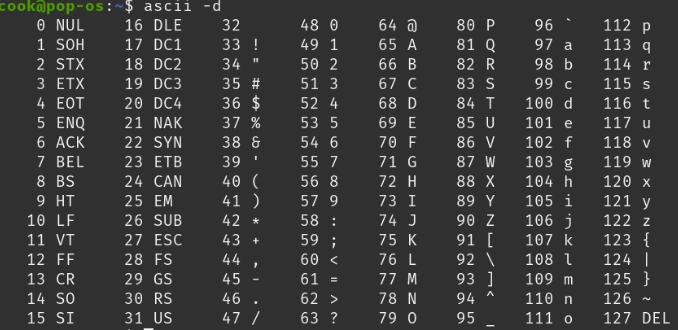 cook@pop-os:~$ ascii -d
0 NUL 16 DLE 32 48 0 64 @ 80 P 96 ` 112 p
1 SOH 17 DC1 33 ! 49 1 65 A 81 Q 97 a 113 q
2 STX 18 DC2 34 " 50 2 66 B 82 R 98 b 114 r
3 ETX 19 DC3 35 # 51 3 67 C 83 S 99 c 115 s
4 EOT 20 DC4 36 $ 52 4 68 D 84 T 100 d 116 t
5 ENQ 21 NAK 37 % 53 5 69 E 85 U 101 e 117 u
6 ACK 22 SYN 38 & 54 6 70 F 86 V 102 f 118 v
7 BEL 23 ETB 39 ' 55 7 71 G 87 W 103 g 119 w
8 BS 24 CAN 40 ( 56 8 72 H 88 X 104 h 120 x
9 HT 25 EM 41 ) 57 9 73 I 89 Y 105 i 121 y
10 LF 26 SUB 42 * 58 : 74 J 90 Z 106 j 122 z
11 VT 27 ESC 43 + 59 ; 75 K 91 [ 107 k 123 {
12 FF 28 FS 44 , 60 < 76 L 92 \ 108 l 124 |
13 CR 29 GS 45 - 61 = 77 M 93 ] 109 m 125 }
14 SO 30 RS 46 . 62 > 78 N 94 ^ 110 n 126 ~
15 SI 31 US 47 / 63 ? 79 O 95 _ 111 o 127 DEL